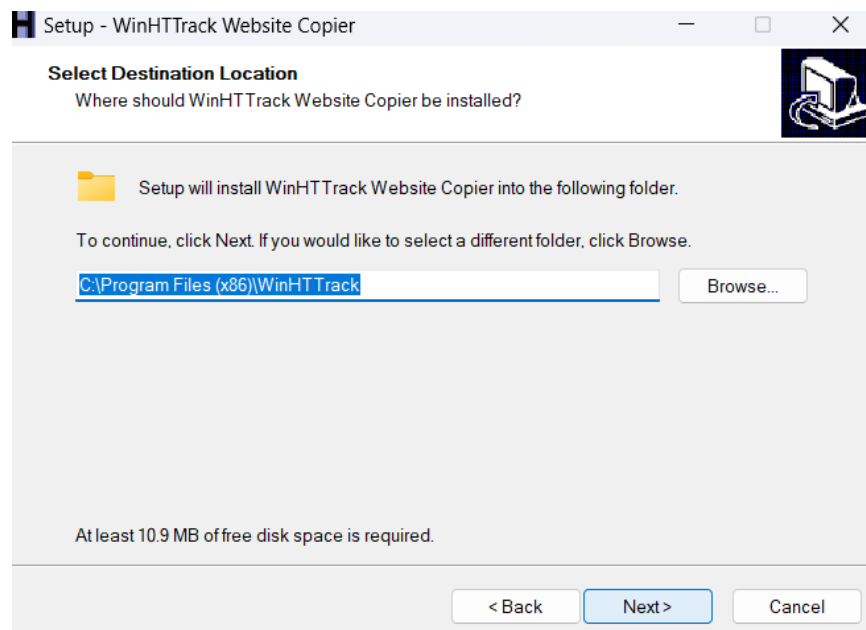 Setup - WinHTTrack Website Copier
Select Destination Location
Where should WinHTTrack Website Copier be installed?
Setup will install WinHTTrack Website Copier into the following folder.
To continue, click Next. If you would like to select a different folder, click Browse.
C:\Program Files (x86)\WinHTTrack
Browse...
At least 10.9 MB of free disk space is required.
< Back Next > Cancel